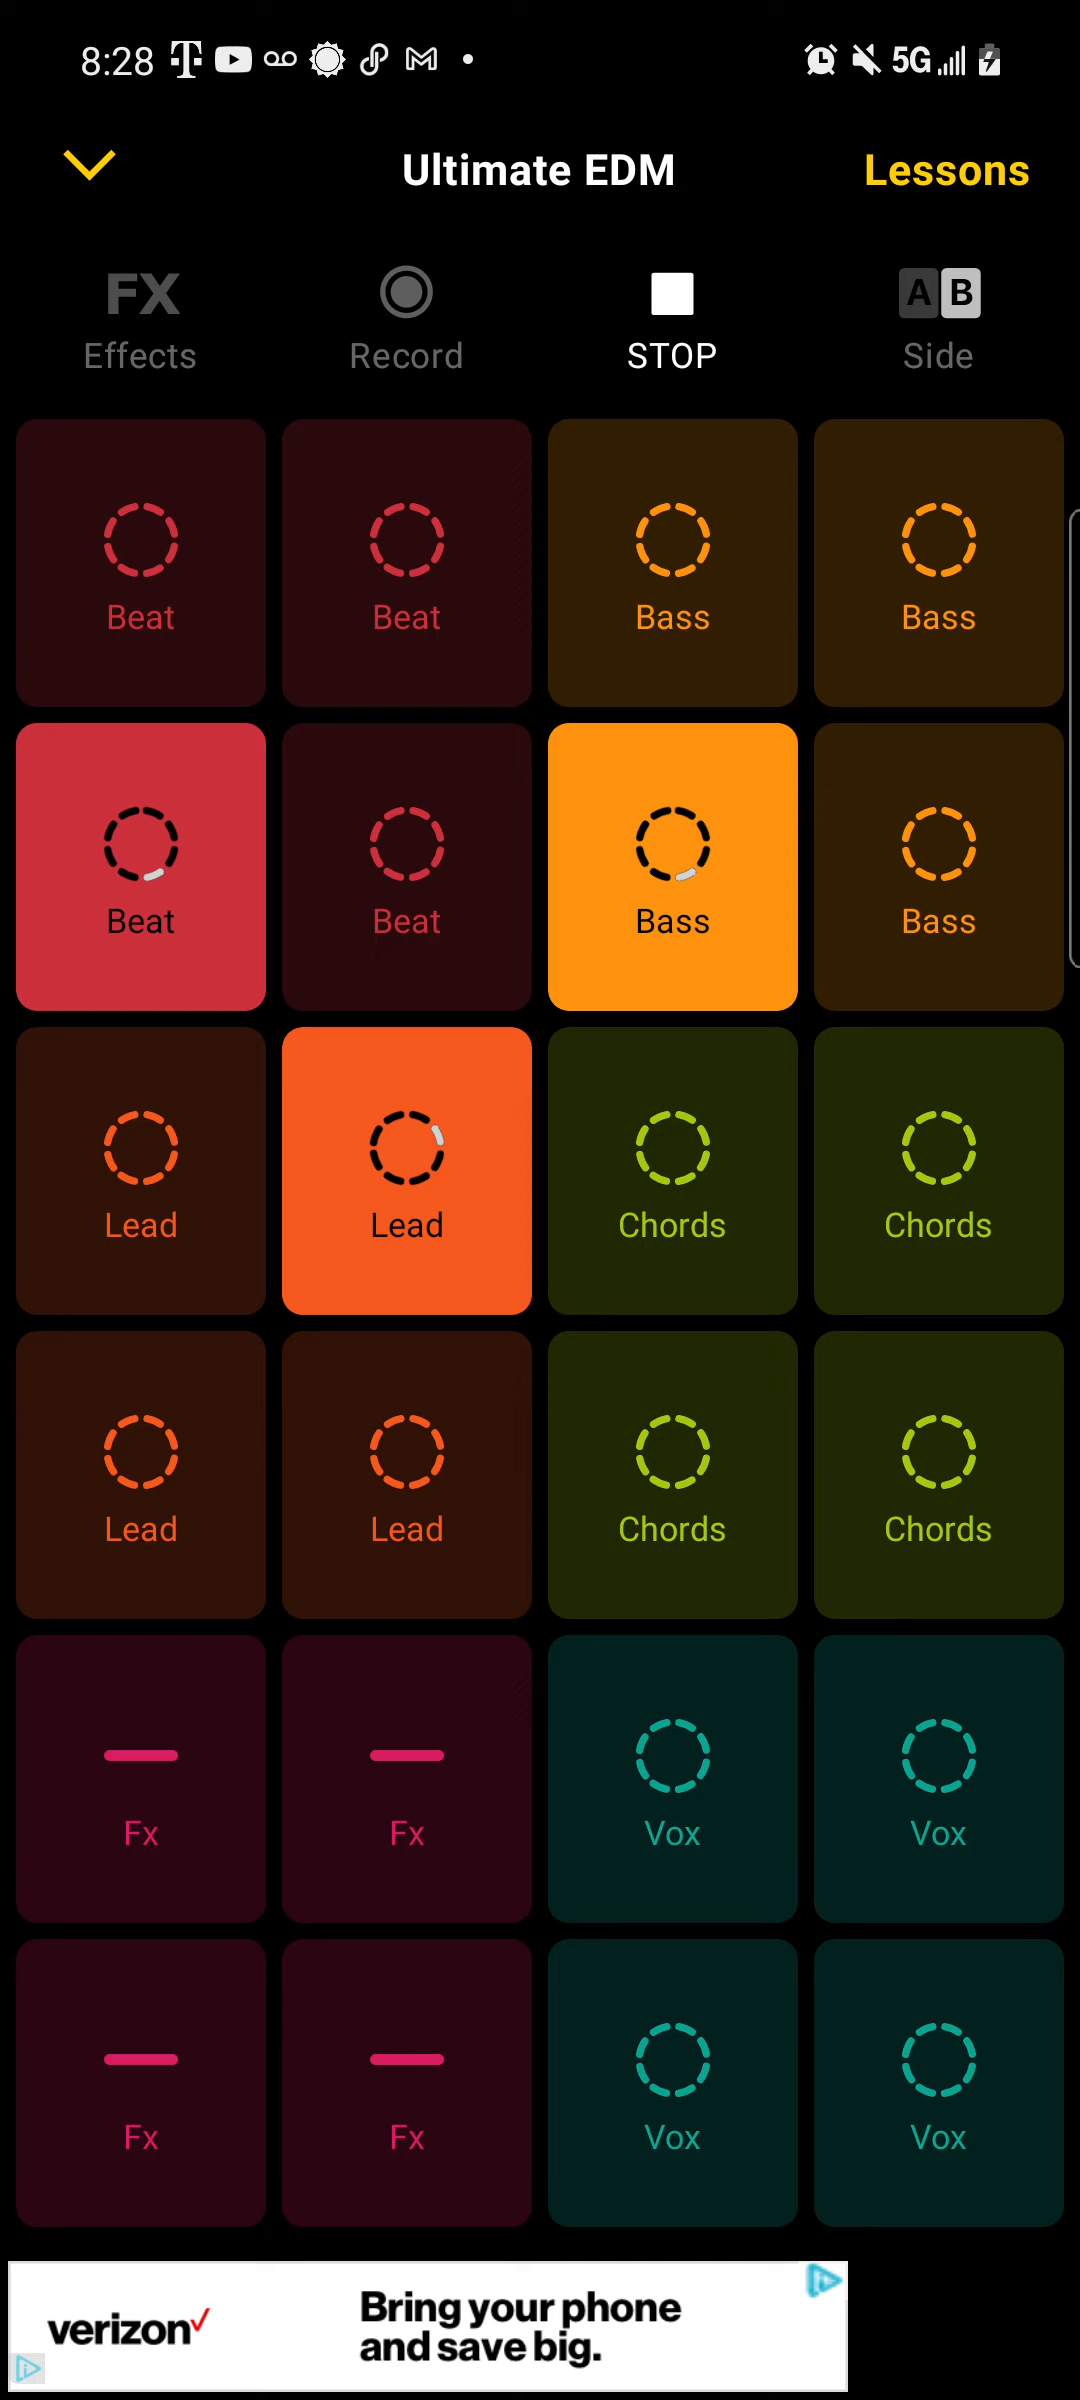 8:28 5G
Ultimate EDM Lessons
FX A B
Effects Record STOP Side
Beat Beat Bass Bass
Beat Beat Bass Bass
Lead Lead Chords Chords
Lead Lead Chords Chords
Fx Fx Vox Vox
Fx Fx Vox Vox
verizon
Bring your phone
and save big.